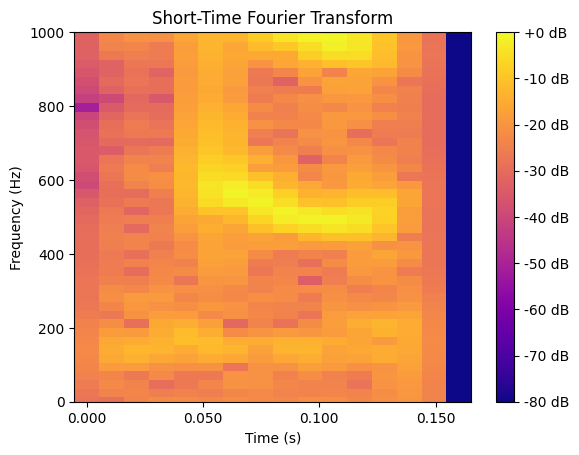 Short-Time Fourier Transform
Frequency (Hz)
1000
800
600
400
200
0
0.000
0.050
0.100
0.150
Time (s)
+0 dB
-10 dB
-20 dB
-30 dB
-40 dB
-50 dB
-60 dB
-70 dB
-80 dB